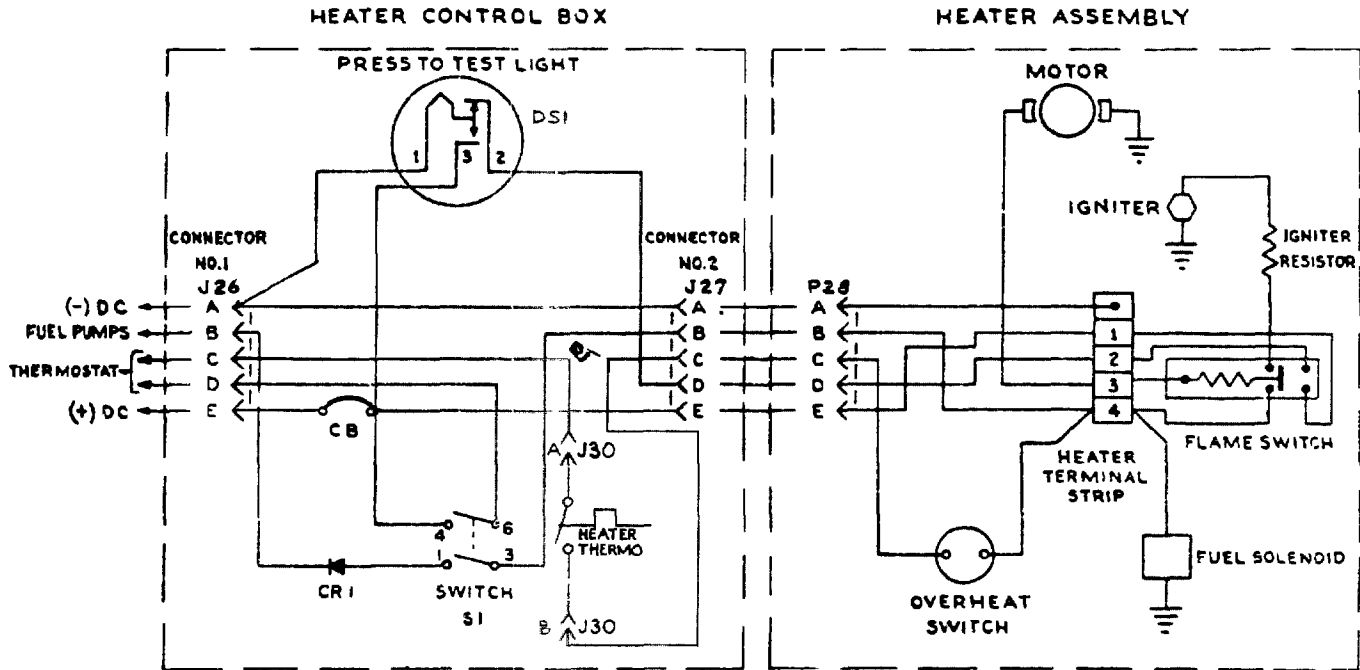 HEATER CONTROL BOX
HEATER ASSEMBLY
PRESS TO TEST LIGHT
DS1
1
3
2
MOTOR
IGNITER
IGNITER
RESISTOR
CONNECTOR
NO.1
J26
CONNECTOR
NO.2
J27
P28
(-) DC
A
A
A
FUEL PUMPS
B
B
B
1
THERMOSTAT
C
C
C
2
D
D
D
3
(+) DC
E
E
E
4
CB
FLAME SWITCH
HEATER
TERMINAL
STRIP
A
J30
4
6
HEATER
THERMO
1
3
CR1
SWITCH
S1
B
J30
OVERHEAT
SWITCH
FUEL SOLENOID